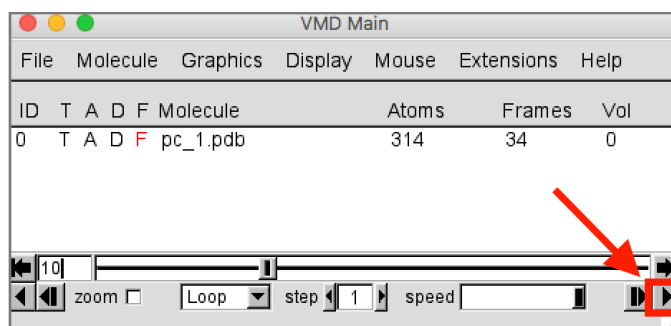 VMD Main
File Molecule Graphics Display Mouse Extensions Help
ID T A D F Molecule Atoms Frames Vol
0 T A D F pc_1.pdb 314 34 0
10
zoom Loop step 1 speed